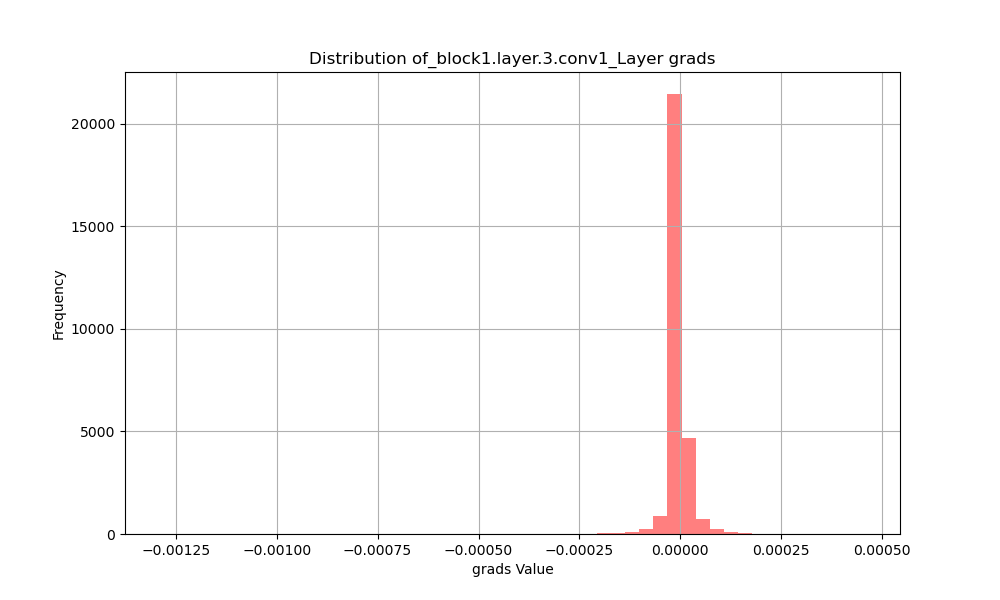 Distribution of_block1.layer.3.conv1_Layer grads
Frequency
20000
15000
10000
5000
0
−0.00125 −0.00100 −0.00075 −0.00050 −0.00025 0.00000 0.00025 0.00050
grads Value